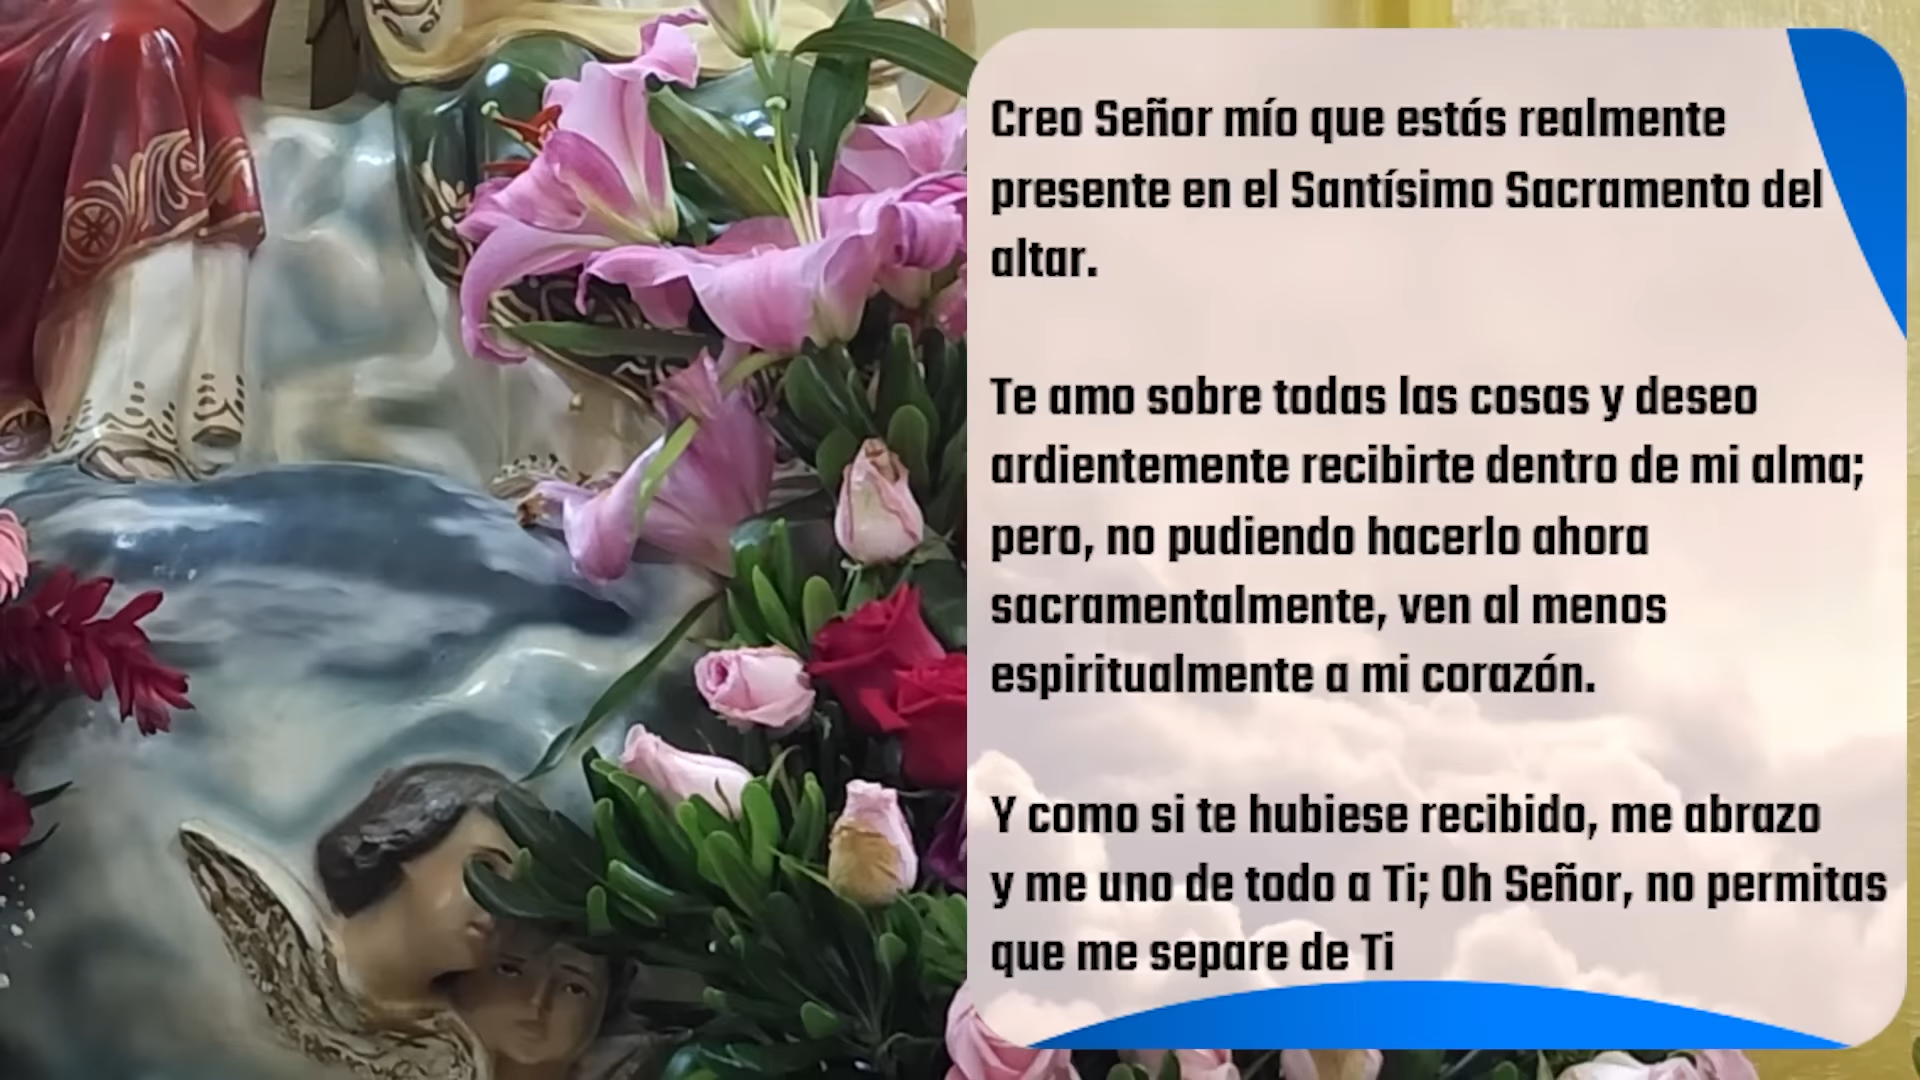 Creo Señor mío que estás realmente
presente en el Santísimo Sacramento del
altar.
Te amo sobre todas las cosas y deseo
ardientemente recibirte dentro de mi alma;
pero, no pudiendo hacerlo ahora
sacramentalmente, ven al menos
espiritualmente a mi corazón.
Y como si te hubiese recibido, me abrazo
y me uno de todo a Ti; Oh Señor, no permitas
que me separe de Ti